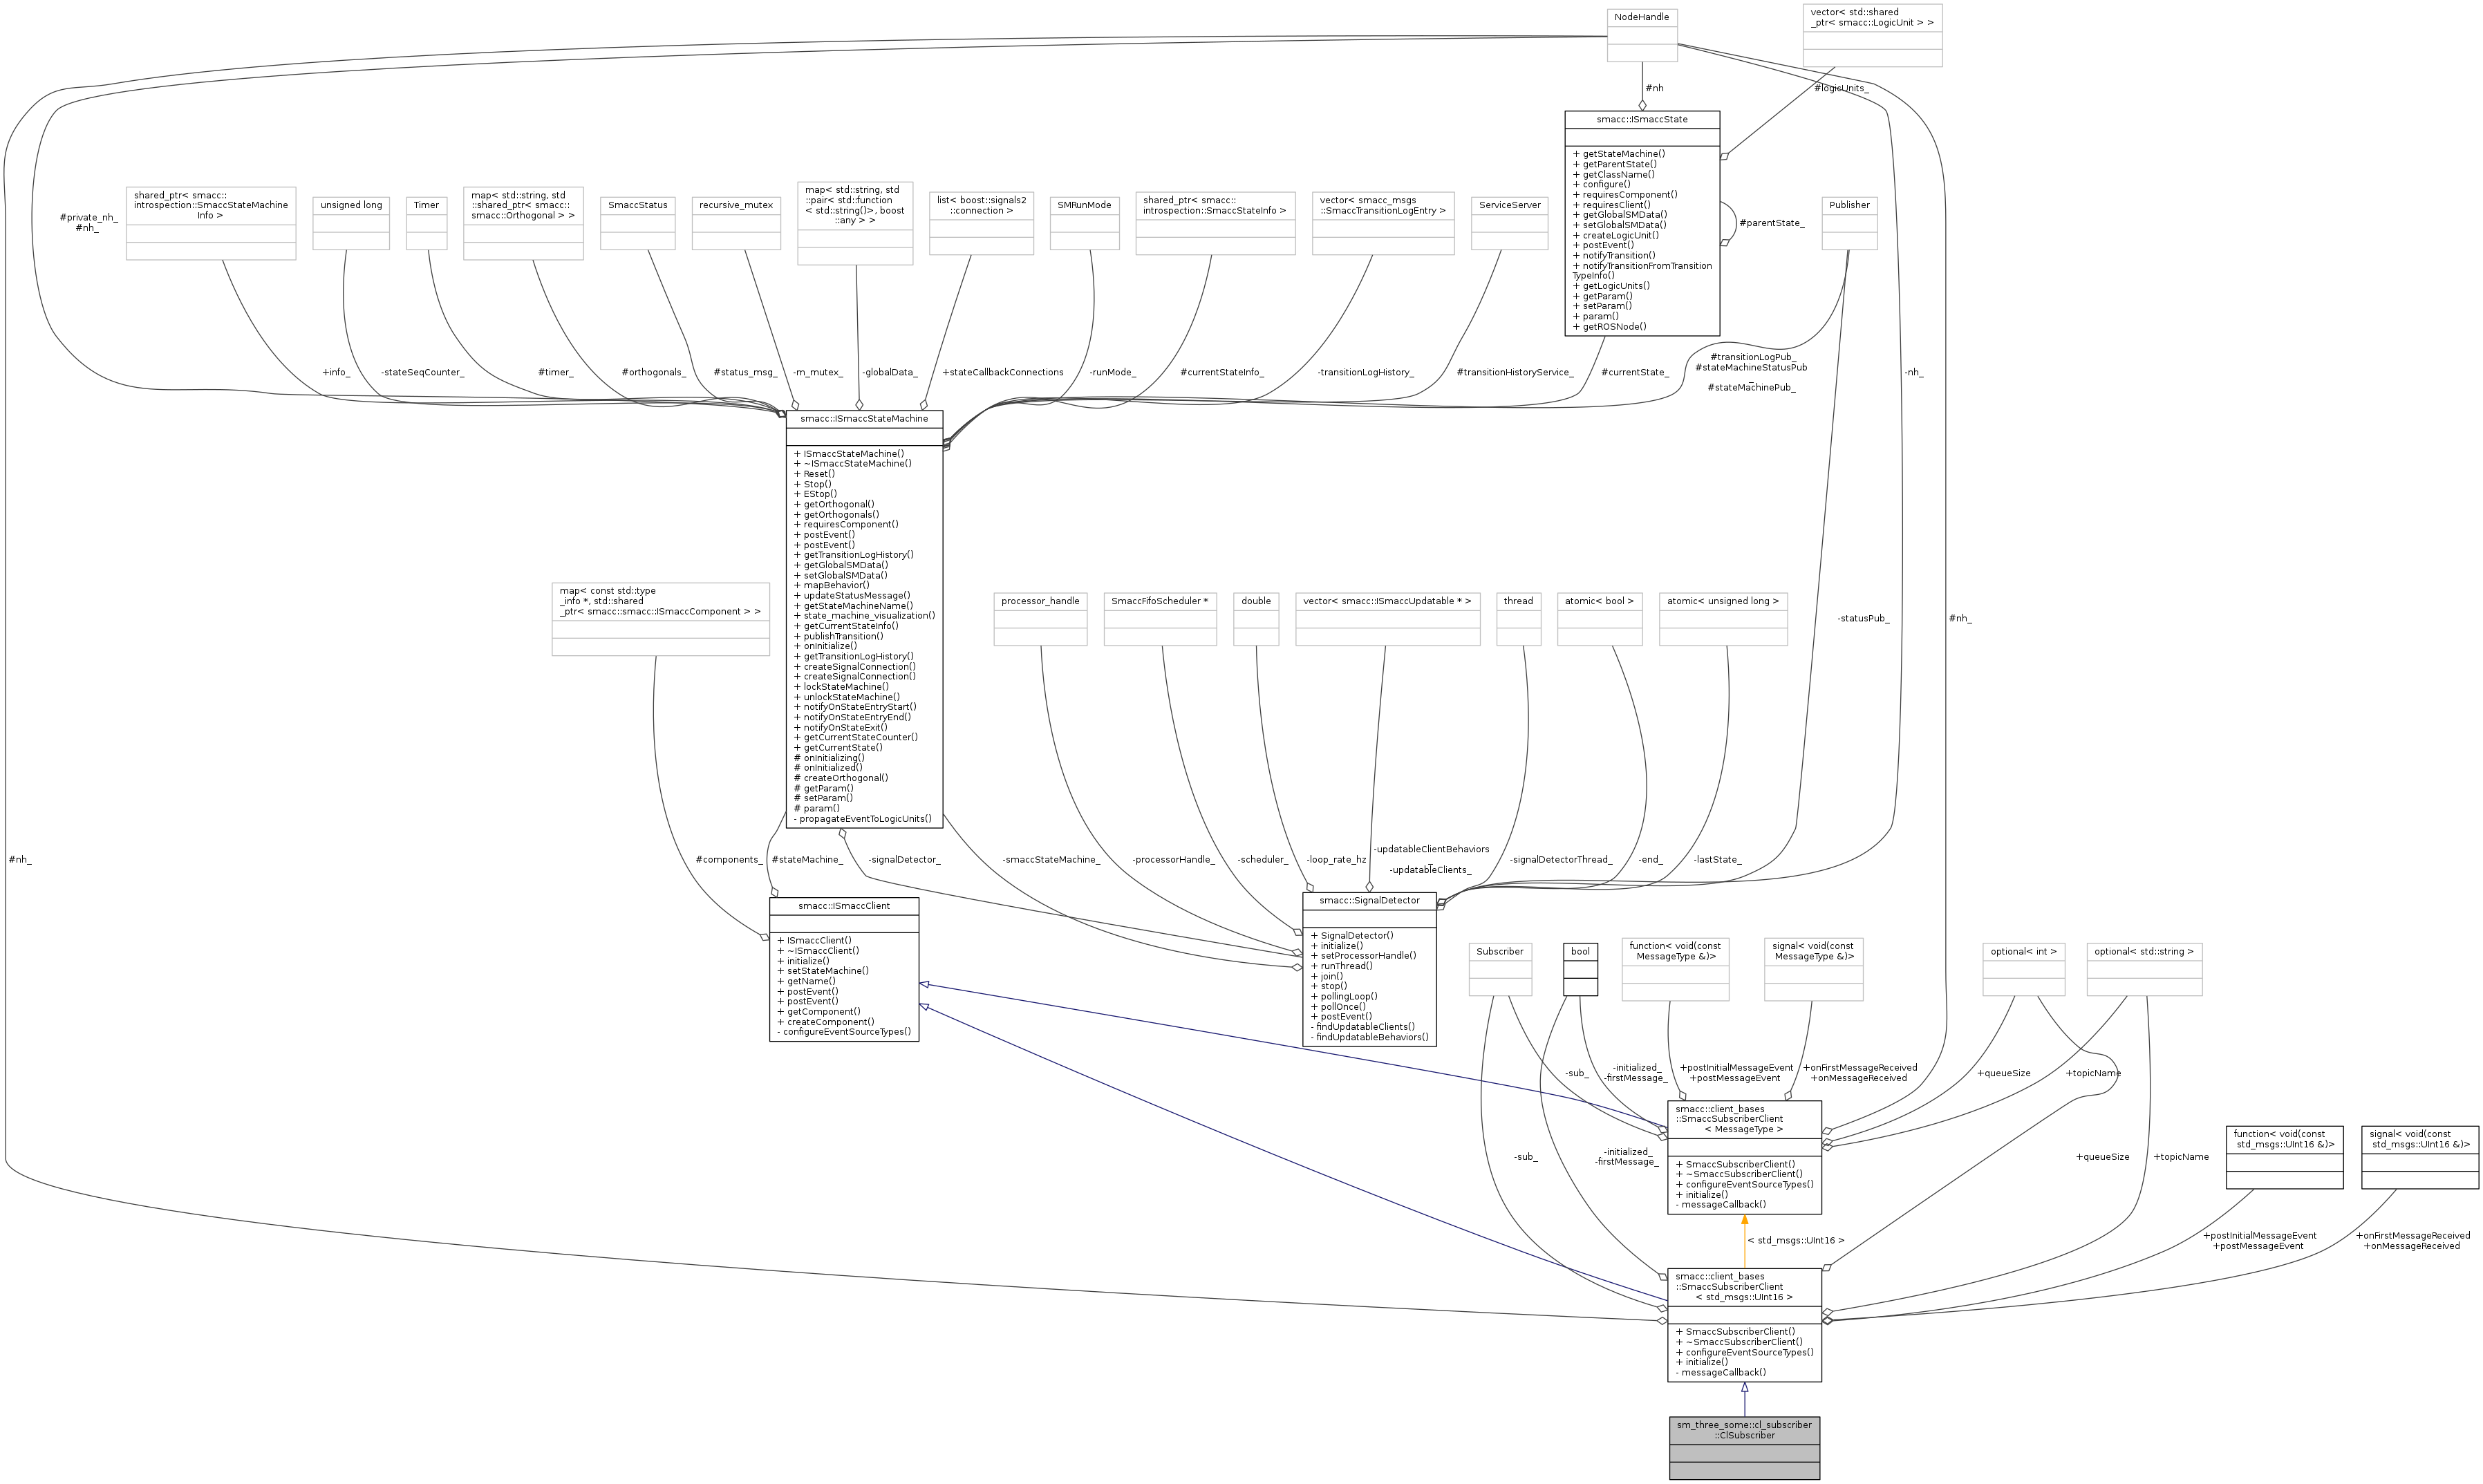 NodeHandle
vector< std::shared
_ptr< smacc::LogicUnit > >
#nh
#logicUnits_
smacc::ISmaccState
+ getStateMachine()
+ getParentState()
+ getClassName()
+ configure()
+ requiresComponent()
+ requiresClient()
+ getGlobalSMData()
+ setGlobalSMData()
+ createLogicUnit()
+ postEvent()
+ notifyTransition()
+ notifyTransitionFromTransition
TypeInfo()
+ getLogicUnits()
+ getParam()
+ setParam()
+ param()
+ getROSNode()
#parentState_
#private_nh_
#nh_
shared_ptr< smacc::
introspection::SmaccStateMachine
Info >
unsigned long
Timer
map< std::string, std
::shared_ptr< smacc::
smacc::Orthogonal > >
SmaccStatus
recursive_mutex
map< std::string, std
::pair< std::function
< std::string()>, boost
::any > >
list< boost::signals2
::connection >
SMRunMode
shared_ptr< smacc::
introspection::SmaccStateInfo >
vector< smacc_msgs
::SmaccTransitionLogEntry >
ServiceServer
Publisher
+info_
-stateSeqCounter_
#timer_
#orthogonals_
#status_msg_
-m_mutex_
-globalData_
+stateCallbackConnections
-runMode_
#currentStateInfo_
-transitionLogHistory_
#transitionHistoryService_
#currentState_
#transitionLogPub_
#stateMachineStatusPub
_
#stateMachinePub_
-nh_
smacc::ISmaccStateMachine
+ ISmaccStateMachine()
+ ~ISmaccStateMachine()
+ Reset()
+ Stop()
+ EStop()
+ getOrthogonal()
+ getOrthogonals()
+ requiresComponent()
+ postEvent()
+ postEvent()
+ getTransitionLogHistory()
+ getGlobalSMData()
+ setGlobalSMData()
+ mapBehavior()
+ updateStatusMessage()
+ getStateMachineName()
+ state_machine_visualization()
+ getCurrentStateInfo()
+ publishTransition()
+ onInitialize()
+ getTransitionLogHistory()
+ createSignalConnection()
+ createSignalConnection()
+ lockStateMachine()
+ unlockStateMachine()
+ notifyOnStateEntryStart()
+ notifyOnStateEntryEnd()
+ notifyOnStateExit()
+ getCurrentStateCounter()
+ getCurrentState()
# onInitializing()
# onInitialized()
# createOrthogonal()
# getParam()
# setParam()
# param()
- propagateEventToLogicUnits()
map< const std::type
_info *, std::shared
_ptr< smacc::smacc::ISmaccComponent > >
processor_handle
SmaccFifoScheduler *
double
vector< smacc::ISmaccUpdatable * >
thread
atomic< bool >
atomic< unsigned long >
-statusPub_
#nh_
#nh_
#components_
#stateMachine_
-signalDetector_
-smaccStateMachine_
-processorHandle_
-scheduler_
-loop_rate_hz
-updatableClientBehaviors
_
-updatableClients_
-signalDetectorThread_
-end_
-lastState_
smacc::ISmaccClient
+ ISmaccClient()
+ ~ISmaccClient()
+ initialize()
+ setStateMachine()
+ getName()
+ postEvent()
+ postEvent()
+ getComponent()
+ createComponent()
- configureEventSourceTypes()
smacc::SignalDetector
+ SignalDetector()
+ initialize()
+ setProcessorHandle()
+ runThread()
+ join()
+ stop()
+ pollingLoop()
+ pollOnce()
+ postEvent()
- findUpdatableClients()
- findUpdatableBehaviors()
Subscriber
bool
function< void(const
MessageType &)>
signal< void(const
MessageType &)>
optional< int >
optional< std::string >
-sub_
-initialized_
-firstMessage_
+postInitialMessageEvent
+postMessageEvent
+onFirstMessageReceived
+onMessageReceived
+queueSize
+topicName
smacc::client_bases
::SmaccSubscriberClient
< MessageType >
+ SmaccSubscriberClient()
+ ~SmaccSubscriberClient()
+ configureEventSourceTypes()
+ initialize()
- messageCallback()
function< void(const
std_msgs::UInt16 &)>
signal< void(const
std_msgs::UInt16 &)>
-sub_
-initialized_
-firstMessage_
+queueSize
+topicName
< std_msgs::UInt16 >
+postInitialMessageEvent
+postMessageEvent
+onFirstMessageReceived
+onMessageReceived
smacc::client_bases
::SmaccSubscriberClient
< std_msgs::UInt16 >
+ SmaccSubscriberClient()
+ ~SmaccSubscriberClient()
+ configureEventSourceTypes()
+ initialize()
- messageCallback()
sm_three_some::cl_subscriber
::ClSubscriber